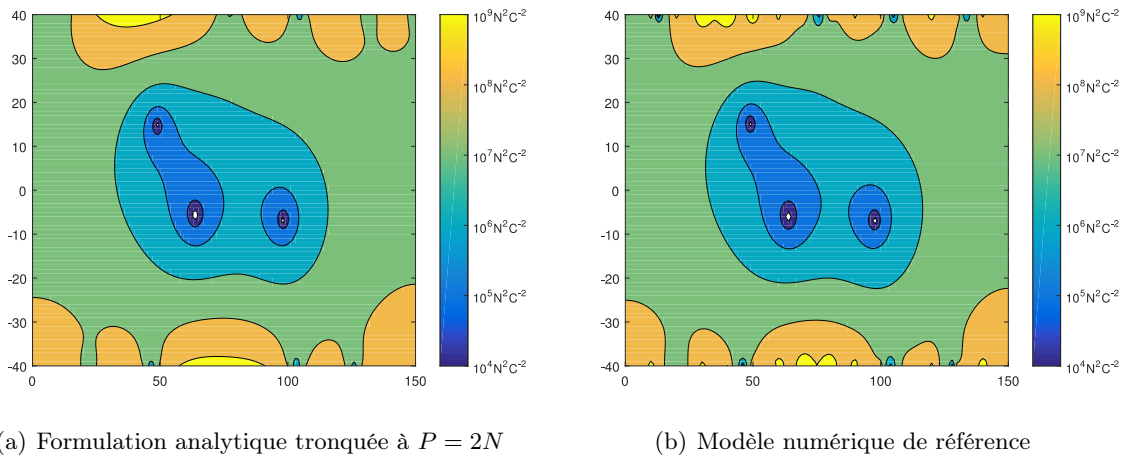 40
30
20
10
0
-10
-20
-30
-40
0
50
100
150
10⁹N²C⁻²
10⁸N²C⁻²
10⁷N²C⁻²
10⁶N²C⁻²
10⁵N²C⁻²
10⁴N²C⁻²
40
30
20
10
0
-10
-20
-30
-40
0
50
100
150
10⁹N²C⁻²
10⁸N²C⁻²
10⁷N²C⁻²
10⁶N²C⁻²
10⁵N²C⁻²
10⁴N²C⁻²
a) Formulation analytique tronquée à P = 2N
(b) Modèle numérique de référence